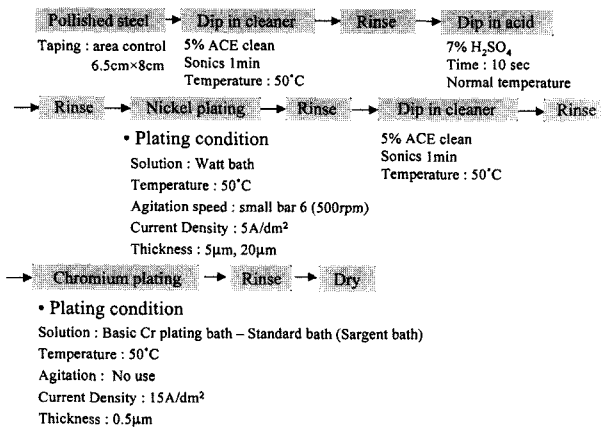 Pollished steel → Dip in cleaner → Rinse → Dip in acid
Taping : area control 5% ACE clean 7% H₂SO₄
6.5cm×8cm Sonics 1min Time : 10 sec
Temperature : 50˚C Normal temperature
→ Rinse → Nickel plating → Rinse → Dip in cleaner → Rinse
• Plating condition 5% ACE clean
Solution : Watt bath Sonics 1min
Temperature : 50˚C Temperature : 50˚C
Agitation speed : small bar 6 (500rpm)
Current Density : 5A/dm²
Thickness : 5μm, 20μm
→ Chromium plating → Rinse → Dry
• Plating condition
Solution : Basic Cr plating bath – Standard bath (Sargent bath)
Temperature : 50˚C
Agitation : No use
Current Density : 15A/dm²
Thickness : 0.5μm